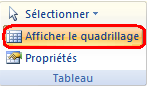 Sélectionner
Afficher le quadrillage
Propriétés
Tableau